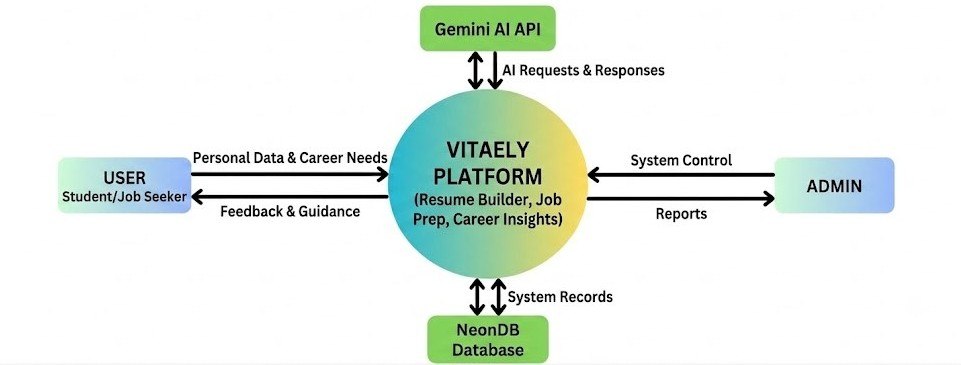 Gemini AI API
AI Requests & Responses
Personal Data & Career Needs
USER
Student/Job Seeker
Feedback & Guidance
VITAELY
PLATFORM
(Resume Builder, Job
Prep, Career Insights)
System Control
ADMIN
Reports
System Records
NeonDB
Database